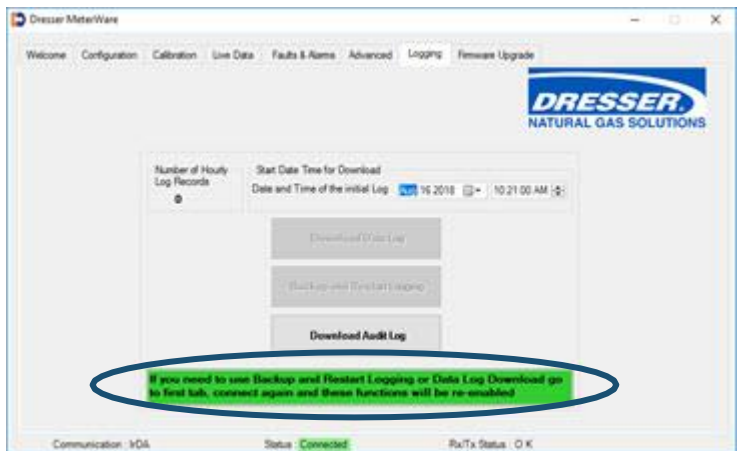 Dresser MeterWare
Welcome Configuration Calibration Live Data Faults & Alarms Advanced Logging Firmware Upgrade
DRESSER.
NATURAL GAS SOLUTIONS
Number of Hourly
Log Records
0
Start Date Time for Download
Date and Time of the initial Log Aug 16 2018 10:21:00 AM
Download Data Log
Backup and Restart Logging
Download Audit Log
If you need to use Backup and Restart Logging or Data Log Download go
to first tab, connect again and these functions will be re-enabled
Communication : IrDA Status : Connected Rx/Tx Status : O K